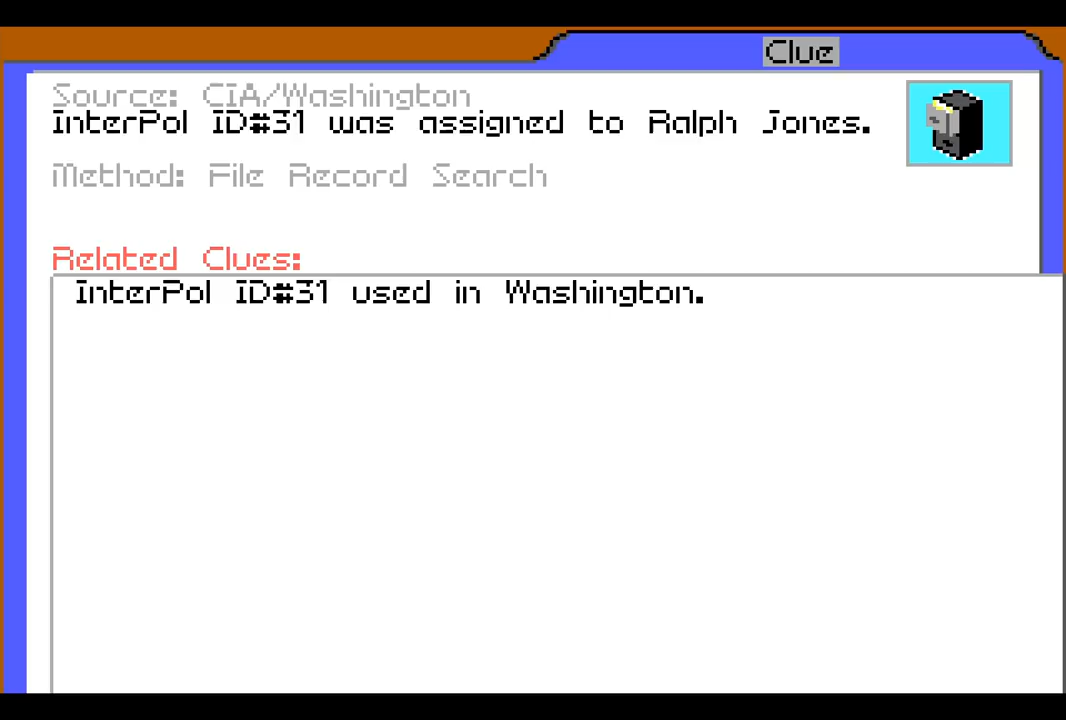 Clue
Source: CIA/Washington
InterPol ID#31 was assigned to Ralph Jones.
Method: File Record Search
Related Clues:
InterPol ID#31 used in Washington.